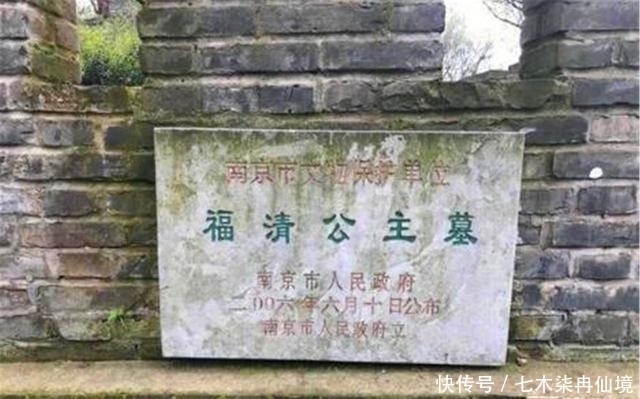 南京市文物保护单位
福清公主墓
南京市人民政府
二〇〇六年六月十日公布
南京市人民政府立
快传号 / 七木柒冉仙境